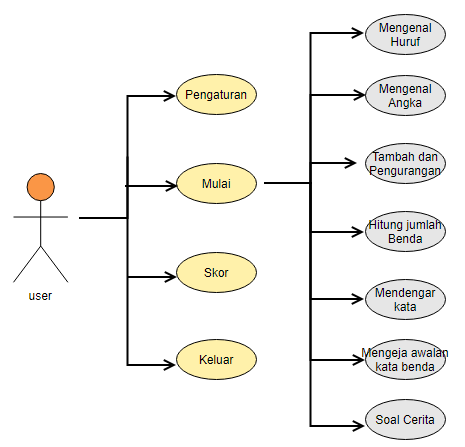 Mengenal
Huruf
Pengaturan
Mengenal
Angka
Mulai
Tambah dan
Pengurangan
user
Hitung jumlah
Benda
Skor
Mendengar
kata
Keluar
Mengeja awalan
kata benda
Soal Cerita